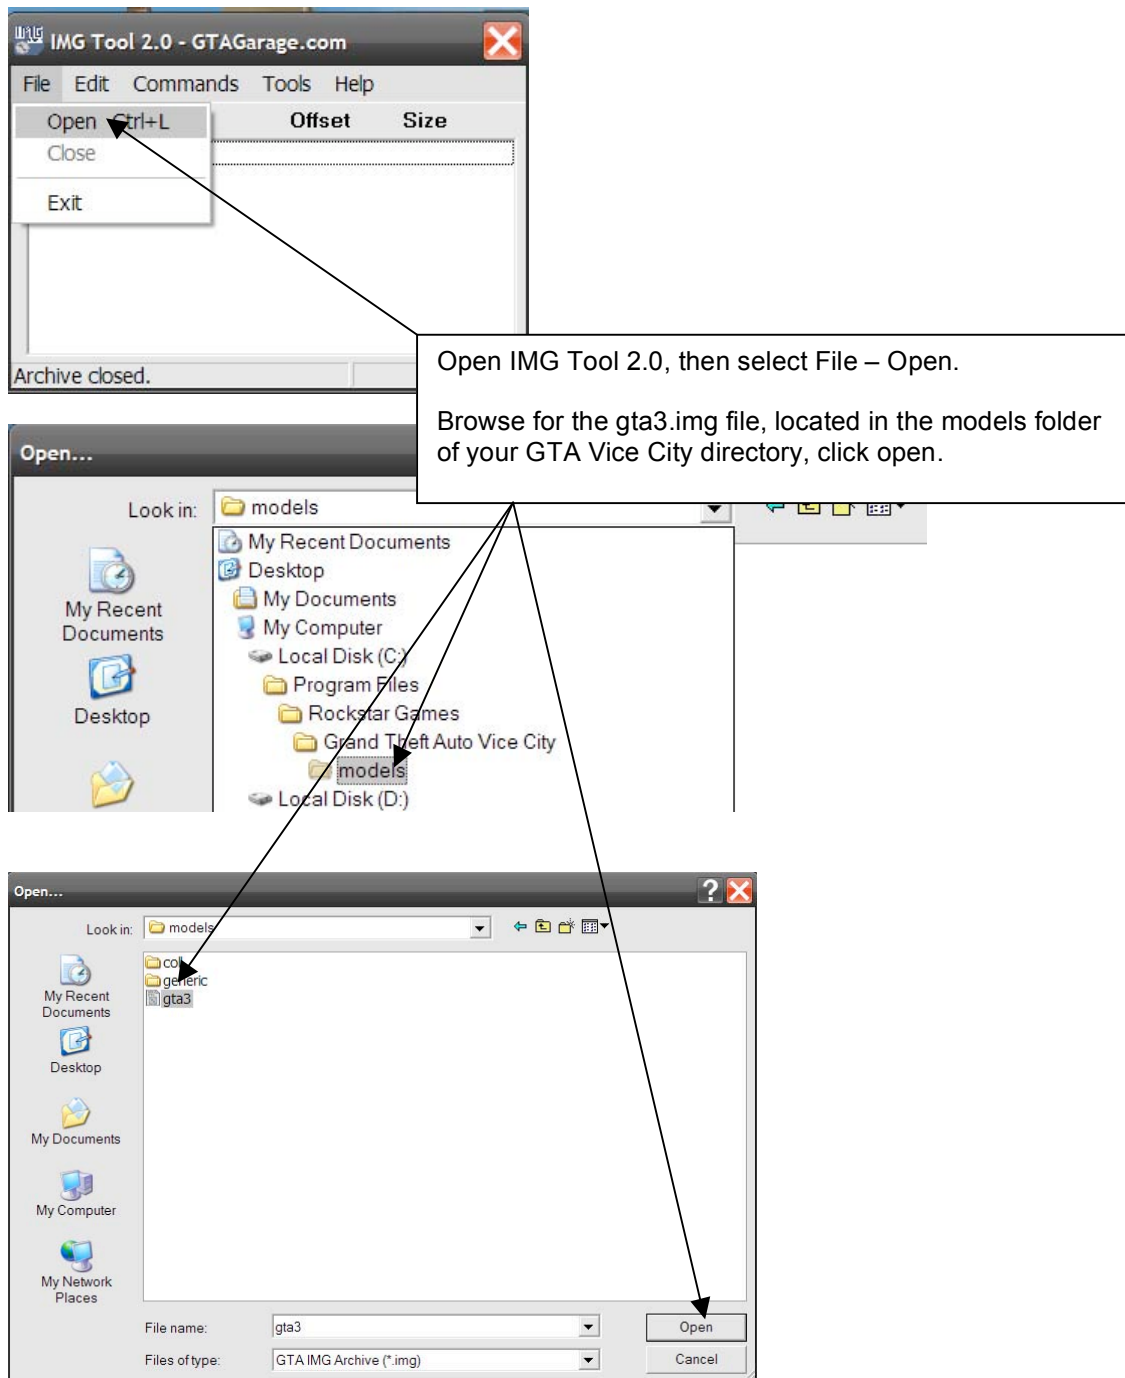 IMG Tool 2.0 - GTAGarage.com
File Edit Commands Tools Help
Open Ctrl+L Offset Size
Close
Exit
Archive closed.
Open IMG Tool 2.0, then select File – Open.
Browse for the gta3.img file, located in the models folder
of your GTA Vice City directory, click open.
Open...
Look in: models
My Recent Documents
Desktop
My Documents
My Computer
Local Disk (C:)
Program Files
Rockstar Games
Grand Theft Auto Vice City
models
Local Disk (D:)
My Recent
Documents
Desktop
Open...
Look in: models
coll
generic
gta3
My Recent
Documents
Desktop
My Documents
My Computer
My Network
Places
File name: gta3 Open
Files of type: GTA IMG Archive (*.img) Cancel